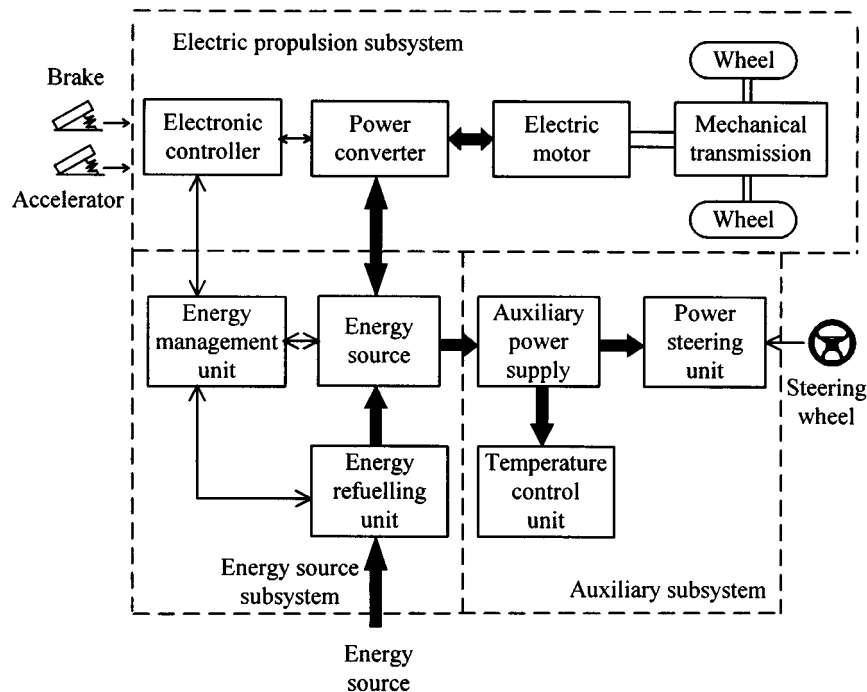 Electric propulsion subsystem
Wheel
Brake
Electronic
controller
Power
converter
Electric
motor
Mechanical
transmission
Accelerator
Wheel
Energy
management
unit
Energy
source
Auxiliary
power
supply
Power
steering
unit
Steering
wheel
Energy
refuelling
unit
Temperature
control
unit
Energy source
subsystem
Auxiliary subsystem
Energy
source